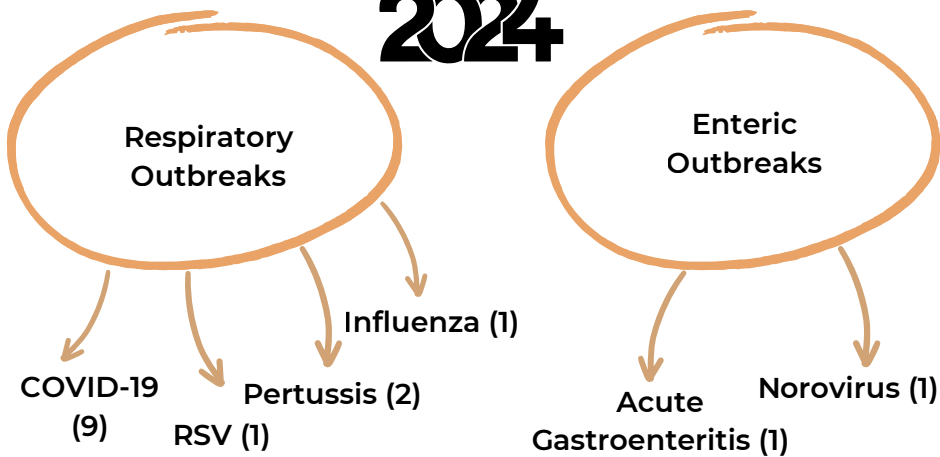 2024
Respiratory
Outbreaks
Enteric
Outbreaks
Influenza (1)
COVID-19
(9)
RSV (1)
Pertussis (2)
Acute
Gastroenteritis (1)
Norovirus (1)